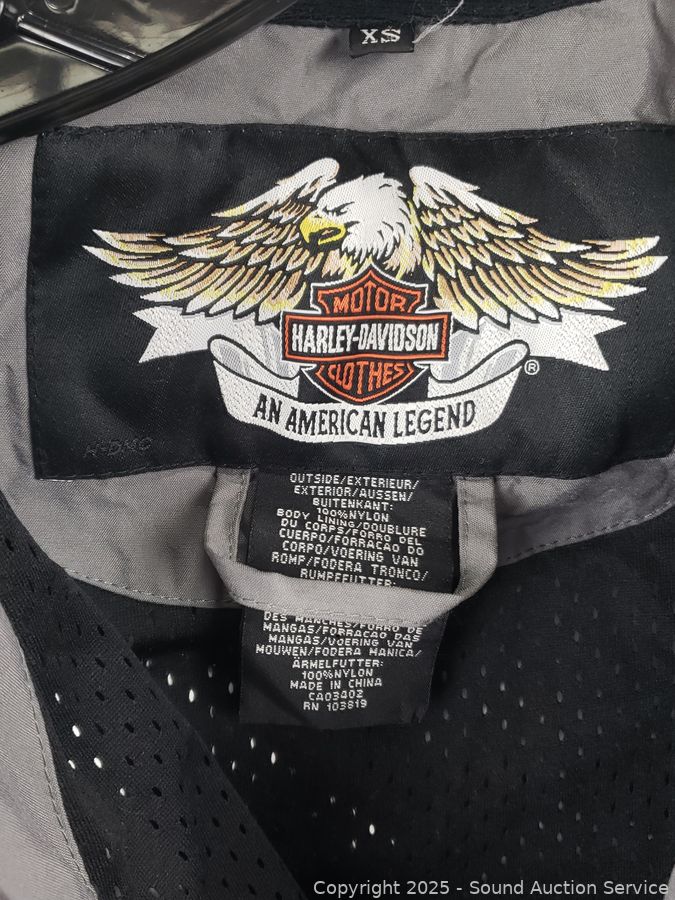 XS
MOTOR
HARLEY-DAVIDSON
CLOTHES
®
AN AMERICAN LEGEND
H-DMC
OUTSIDE/EXTERIEUR/
EXTERIOR/AUSSEN/
BUITENKANT:
100%NYLON
BODY LINING/DOUBLURE
DU CORPS/FORRO DEL
CUERPO/FORRACAO DO
CORPO/VOERING VAN
ROMP/FODERA TRONCO/
RUMPFFUTTER:
DES MANCHES/FORRO DE
MANGAS/FORRACAO DAS
MANGAS/VOERING VAN
MOUWEN/FODERA MANICA/
ÄRMELFUTTER:
100%NYLON
MADE IN CHINA
CA03402
RN 103819
Copyright 2025 - Sound Auction Service